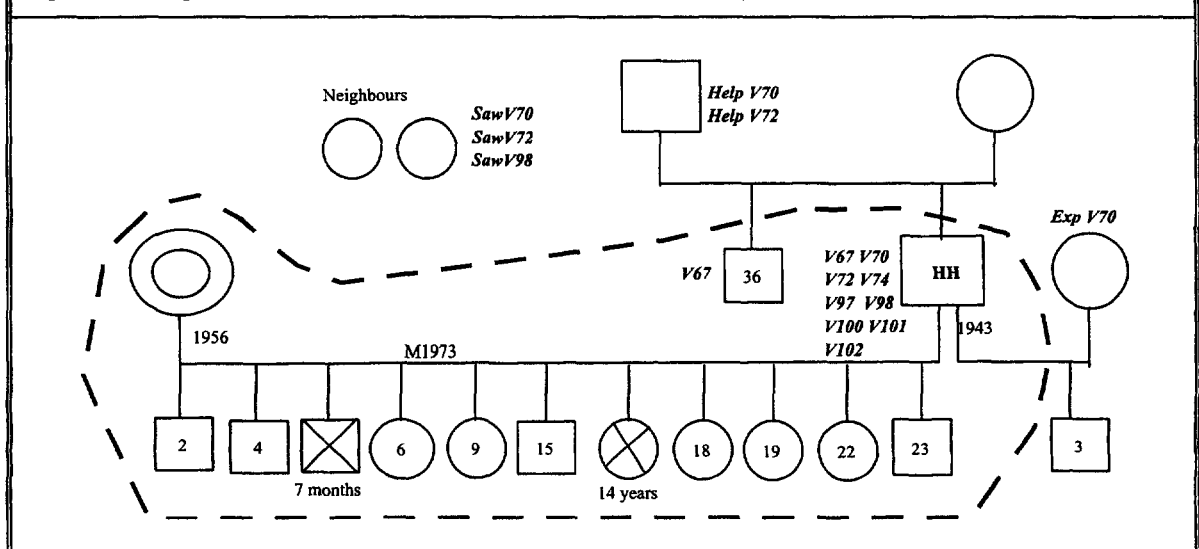 Neighbours
SawV70
SawV72
SawV98
Help V70
Help V72
Exp V70
V67
36
V67 V70
V72 V74
V97 V98
V100 V101
V102
HH
1956
M1973
1943
2
4
6
9
15
18
19
22
23
3
7 months
14 years